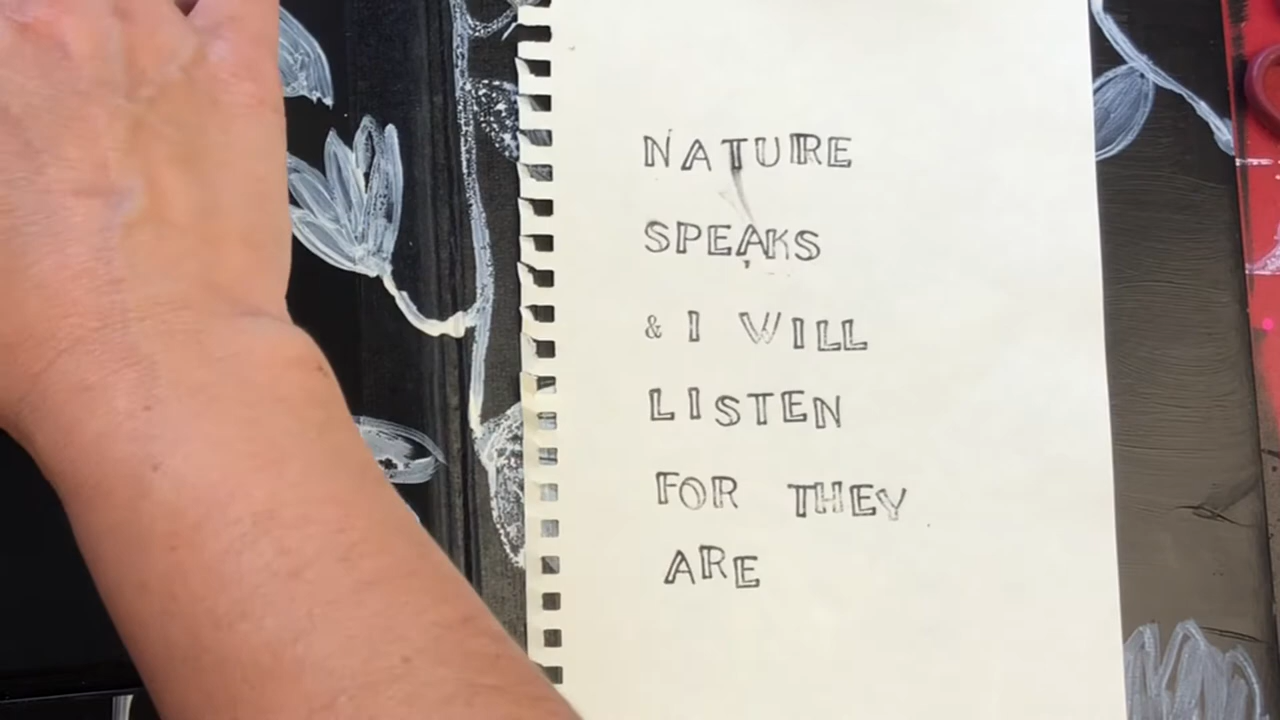 NATURE
SPEAKS
& I WILL
LISTEN
FOR THEY
ARE